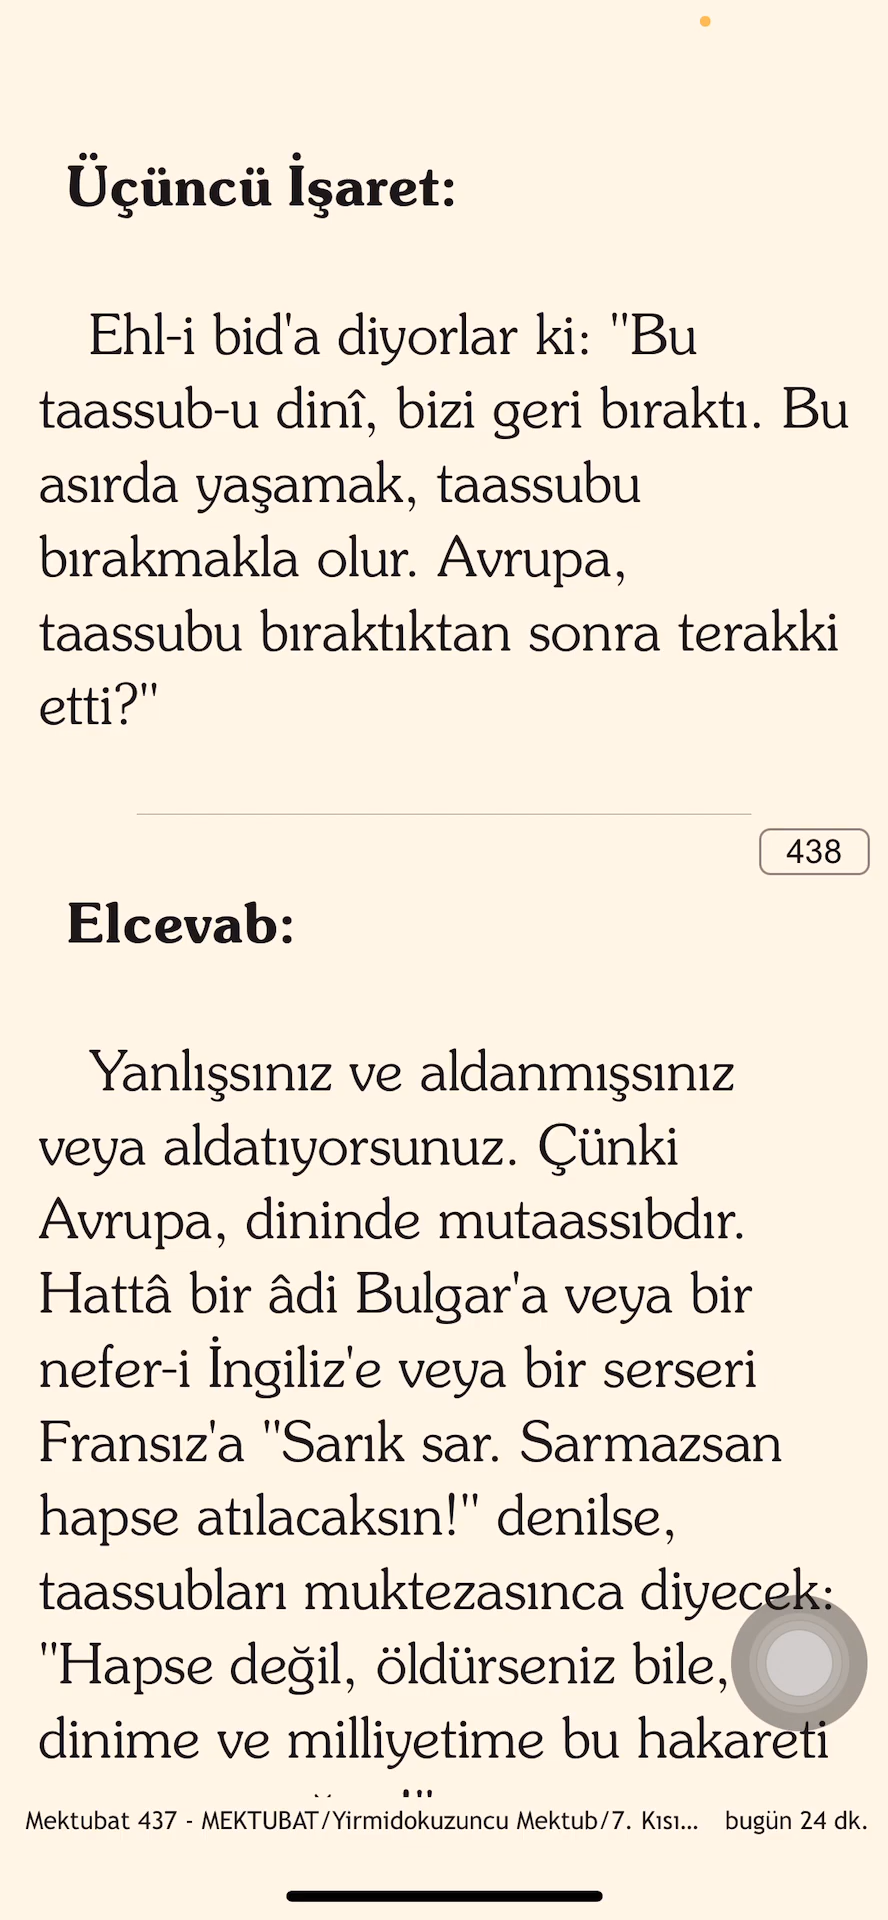 Üçüncü İşaret:
Ehl-i bid'a diyorlar ki: "Bu
taassub-u dinî, bizi geri bıraktı. Bu
asırda yaşamak, taassubu
bırakmakla olur. Avrupa,
taassubu bıraktıktan sonra terakki
etti?"
438
Elcevab:
Yanlışsınız ve aldanmışsınız
veya aldatıyorsunuz. Çünki
Avrupa, dininde mutaassıbdır.
Hattâ bir âdi Bulgar'a veya bir
nefer-i İngiliz'e veya bir serseri
Fransız'a "Sarık sar. Sarmazsan
hapse atılacaksın!" denilse,
taassubları muktezasınca diyecek:
"Hapse değil, öldürseniz bile,
dinime ve milliyetime bu hakareti
Mektubat 437 - MEKTUBAT/Yirmidokuzuncu Mektub/7. Kısı... bugün 24 dk.